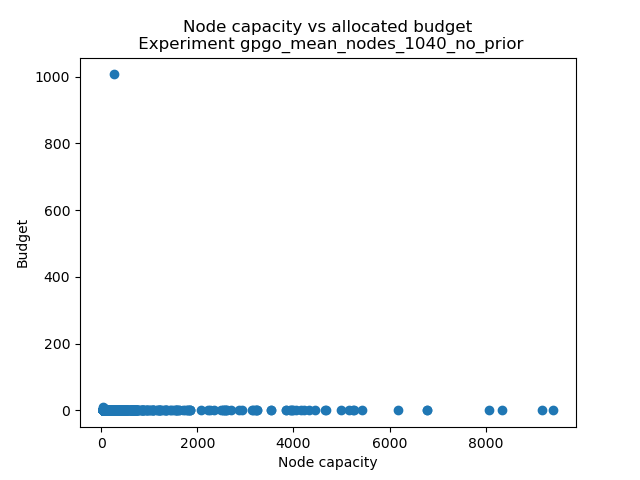 Node capacity vs allocated budget
Experiment gpgo_mean_nodes_1040_no_prior
1000
800
600
400
200
0
Budget
0 2000 4000 6000 8000
Node capacity